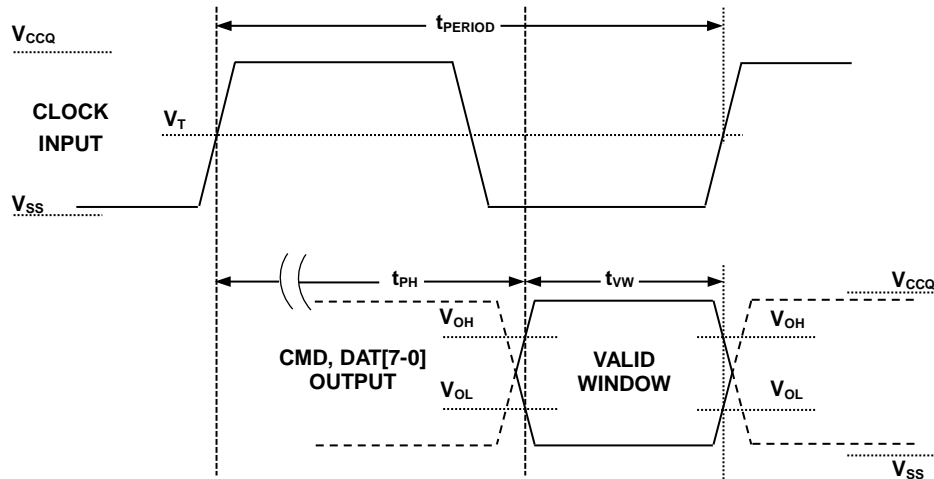 tPERIOD
VCCQ
CLOCK
INPUT
VT
VSS
tPH
tVW
VCCQ
VOH
VOH
CMD, DAT[7-0]
OUTPUT
VALID
WINDOW
VOL
VOL
VSS